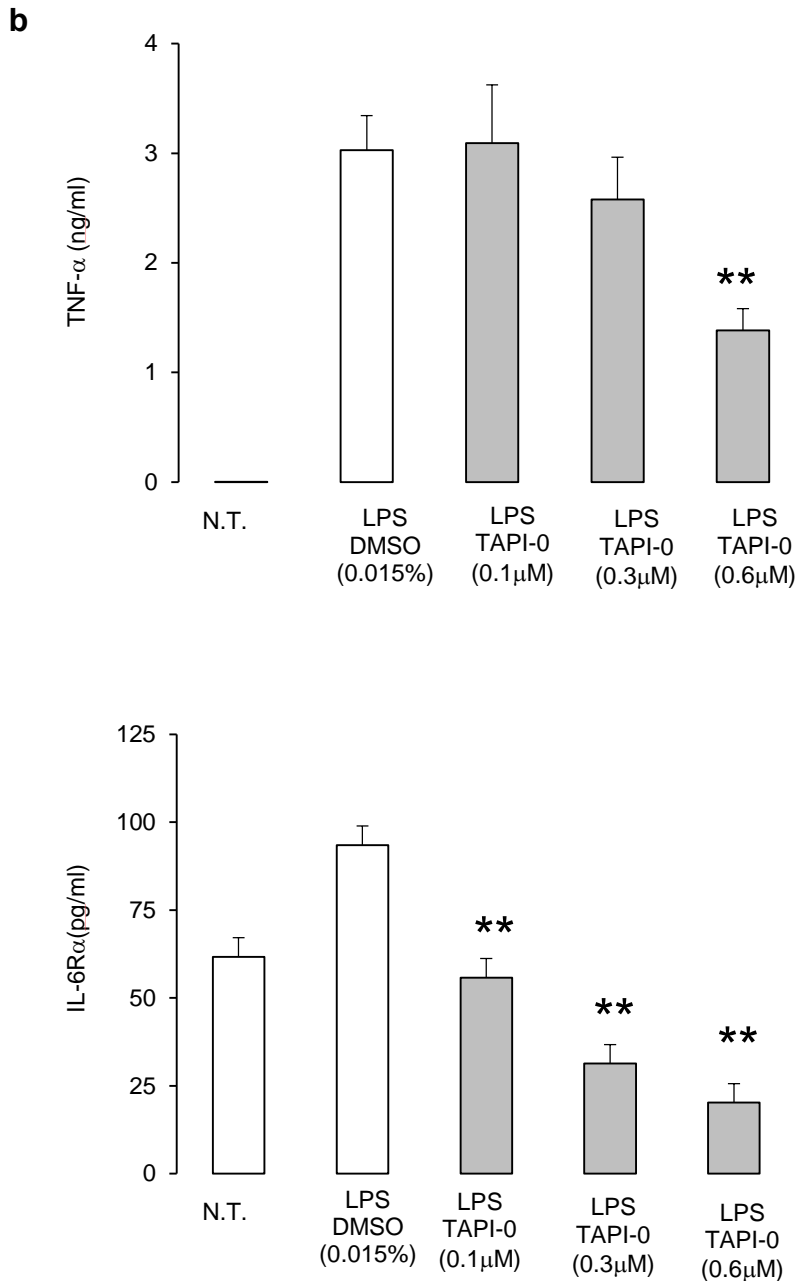 b
4
3
2
1
0
TNF-α (ng/ml)
**
N.T.
LPS
DMSO
(0.015%)
LPS
TAPI-0
(0.1μM)
LPS
TAPI-0
(0.3μM)
LPS
TAPI-0
(0.6μM)
125
100
75
50
25
0
IL-6Rα(pg/ml)
**
**
**
N.T.
LPS
DMSO
(0.015%)
LPS
TAPI-0
(0.1μM)
LPS
TAPI-0
(0.3μM)
LPS
TAPI-0
(0.6μM)